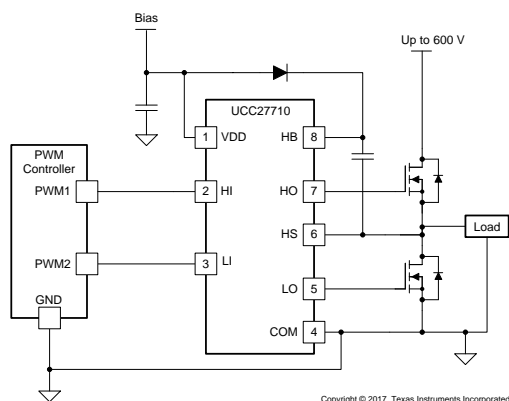 Bias
Up to 600 V
UCC27710
1 VDD
HB 8
PWM
Controller
PWM1
2 HI
HO 7
HS 6
Load
PWM2
3 LI
LO 5
GND
COM 4
Copyright © 2017, Texas Instruments Incorporated